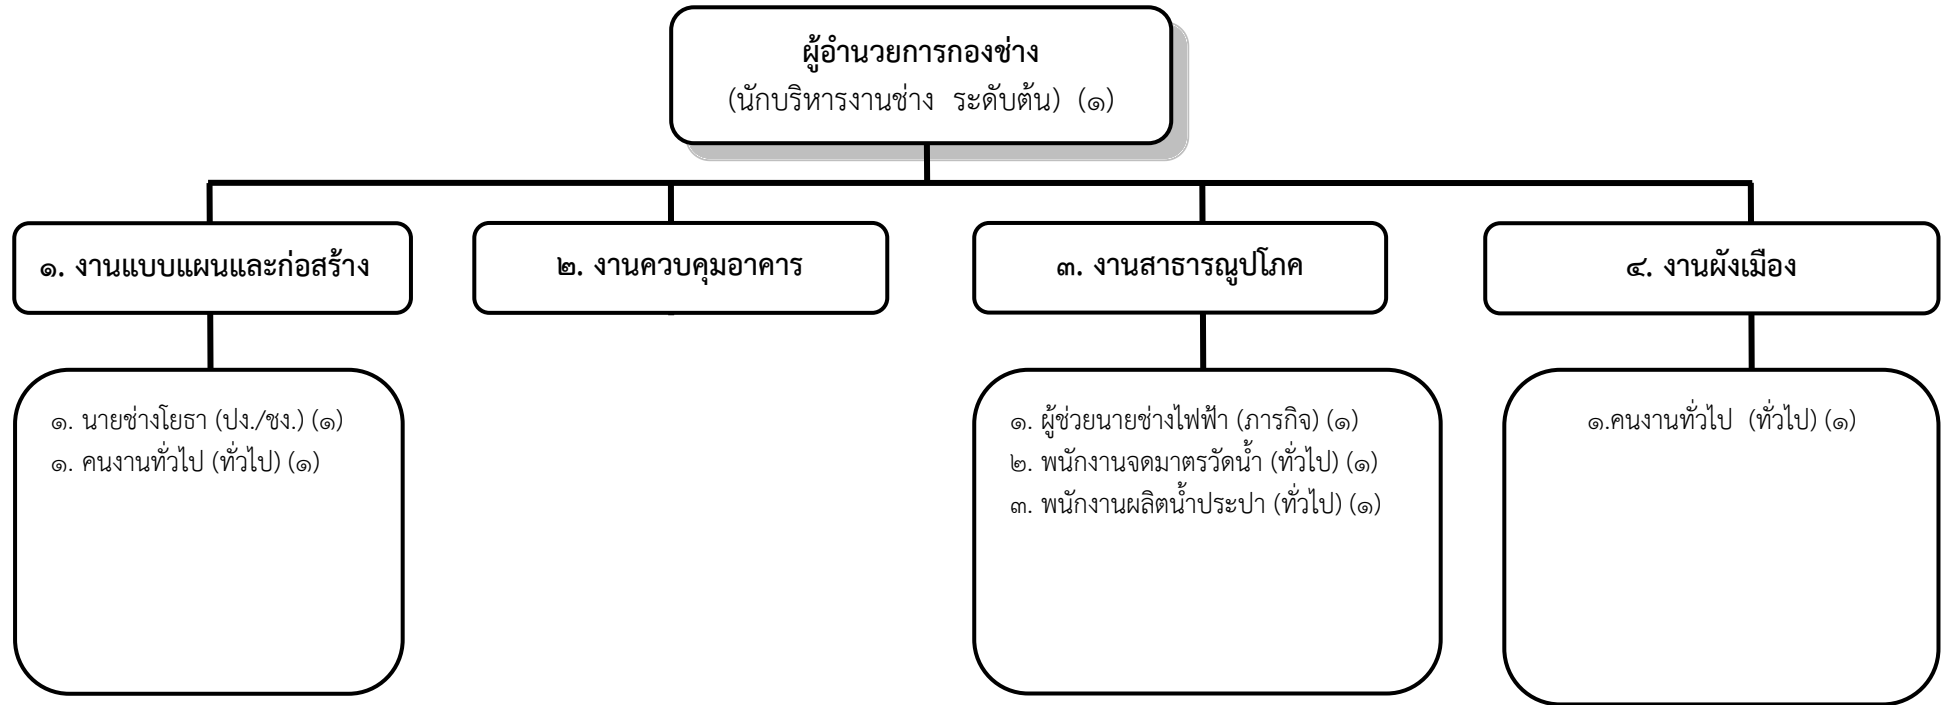 ผู้อำนวยการกองช่าง
(นักบริหารงานช่าง ระดับต้น) (๑)
๑. งานแบบแผนและก่อสร้าง
๒. งานควบคุมอาคาร
๓. งานสาธารณูปโภค
๔. งานผังเมือง
๑. นายช่างโยธา (ปง./ชง.) (๑)
๑. คนงานทั่วไป (ทั่วไป) (๑)
๑. ผู้ช่วยนายช่างไฟฟ้า (ภารกิจ) (๑)
๒. พนักงานจดมาตรวัดน้ำ (ทั่วไป) (๑)
๓. พนักงานผลิตน้ำประปา (ทั่วไป) (๑)
๑.คนงานทั่วไป (ทั่วไป) (๑)